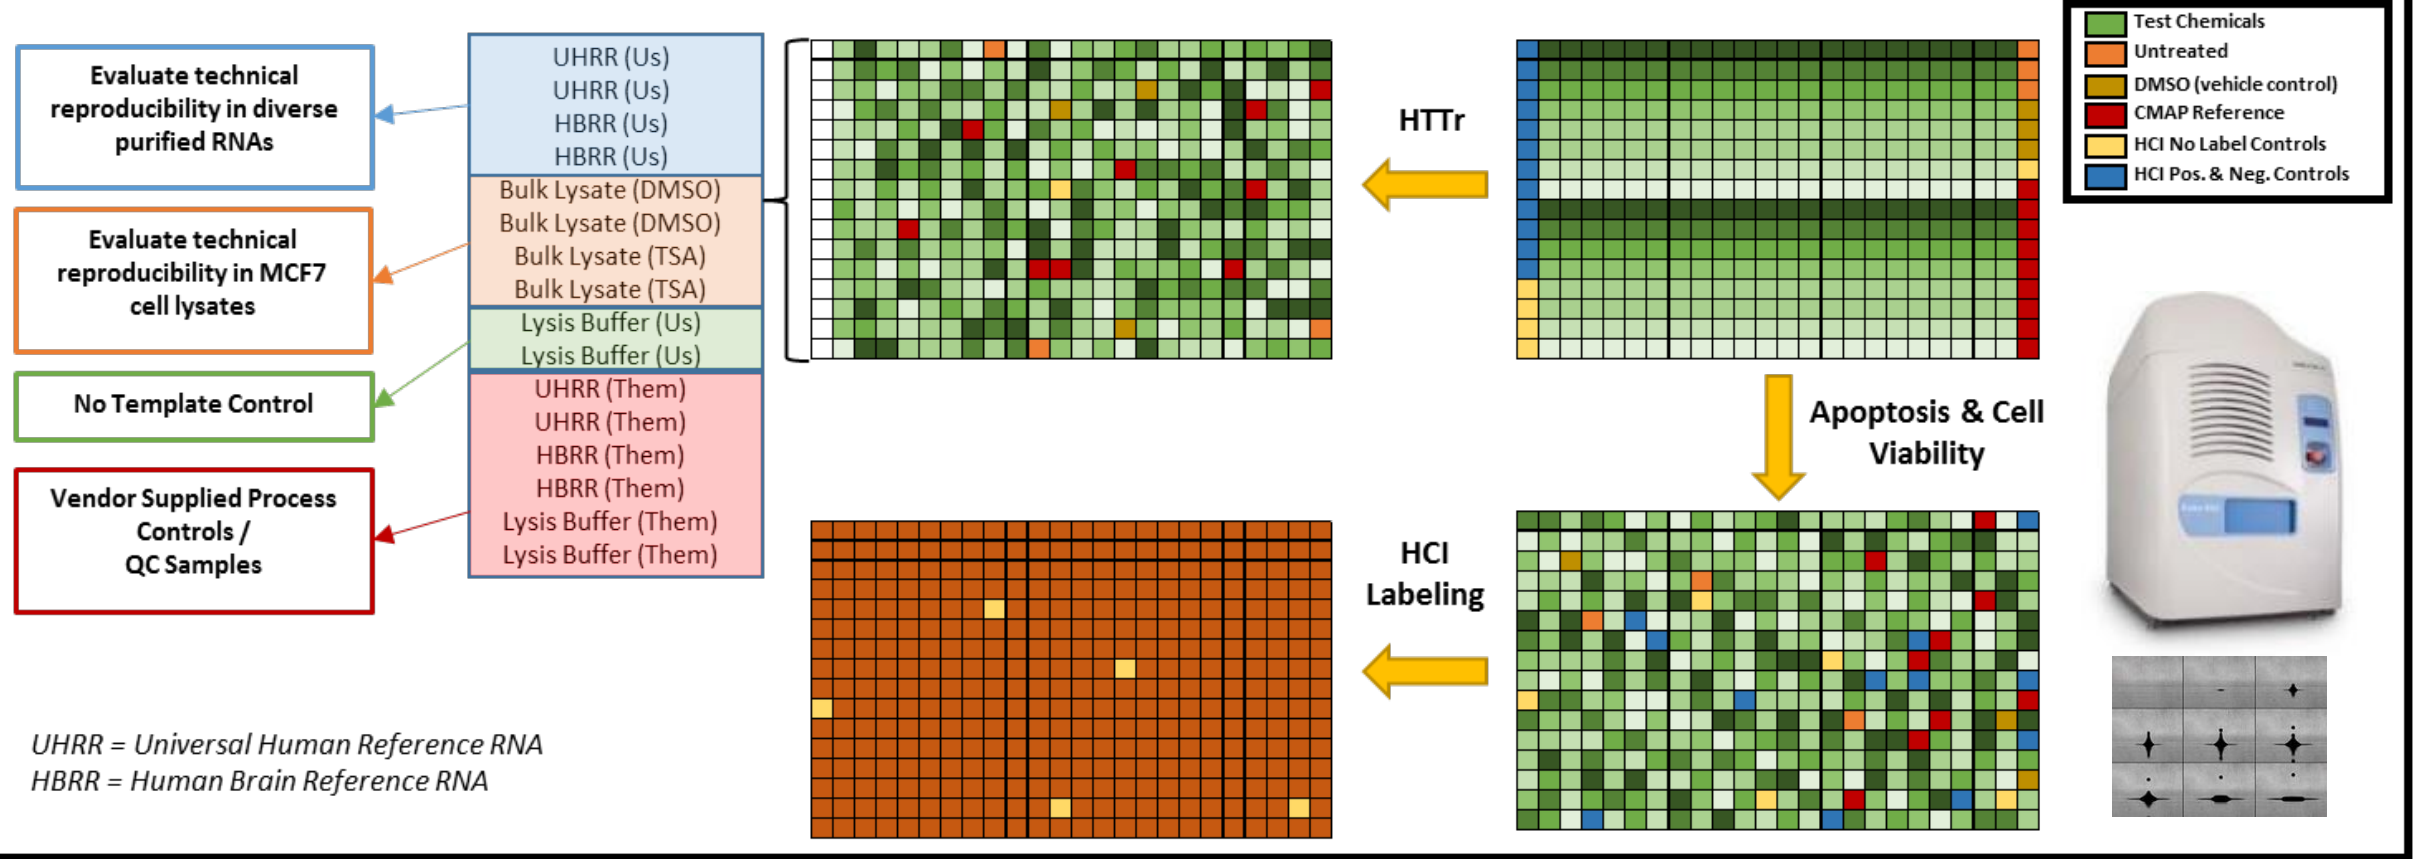 Evaluate technical
reproducibility in diverse
purified RNAs
Evaluate technical
reproducibility in MCF7
cell lysates
No Template Control
Vendor Supplied Process
Controls /
QC Samples
UHRR (Us)
UHRR (Us)
HBRR (Us)
HBRR (Us)
Bulk Lysate (DMSO)
Bulk Lysate (DMSO)
Bulk Lysate (TSA)
Bulk Lysate (TSA)
Lysis Buffer (Us)
Lysis Buffer (Us)
UHRR (Them)
UHRR (Them)
HBRR (Them)
HBRR (Them)
Lysis Buffer (Them)
Lysis Buffer (Them)
HTTr
Apoptosis & Cell
Viability
HCI
Labeling
Test Chemicals
Untreated
DMSO (vehicle control)
CMAP Reference
HCI No Label Controls
HCI Pos. & Neg. Controls
UHRR = Universal Human Reference RNA
HBRR = Human Brain Reference RNA